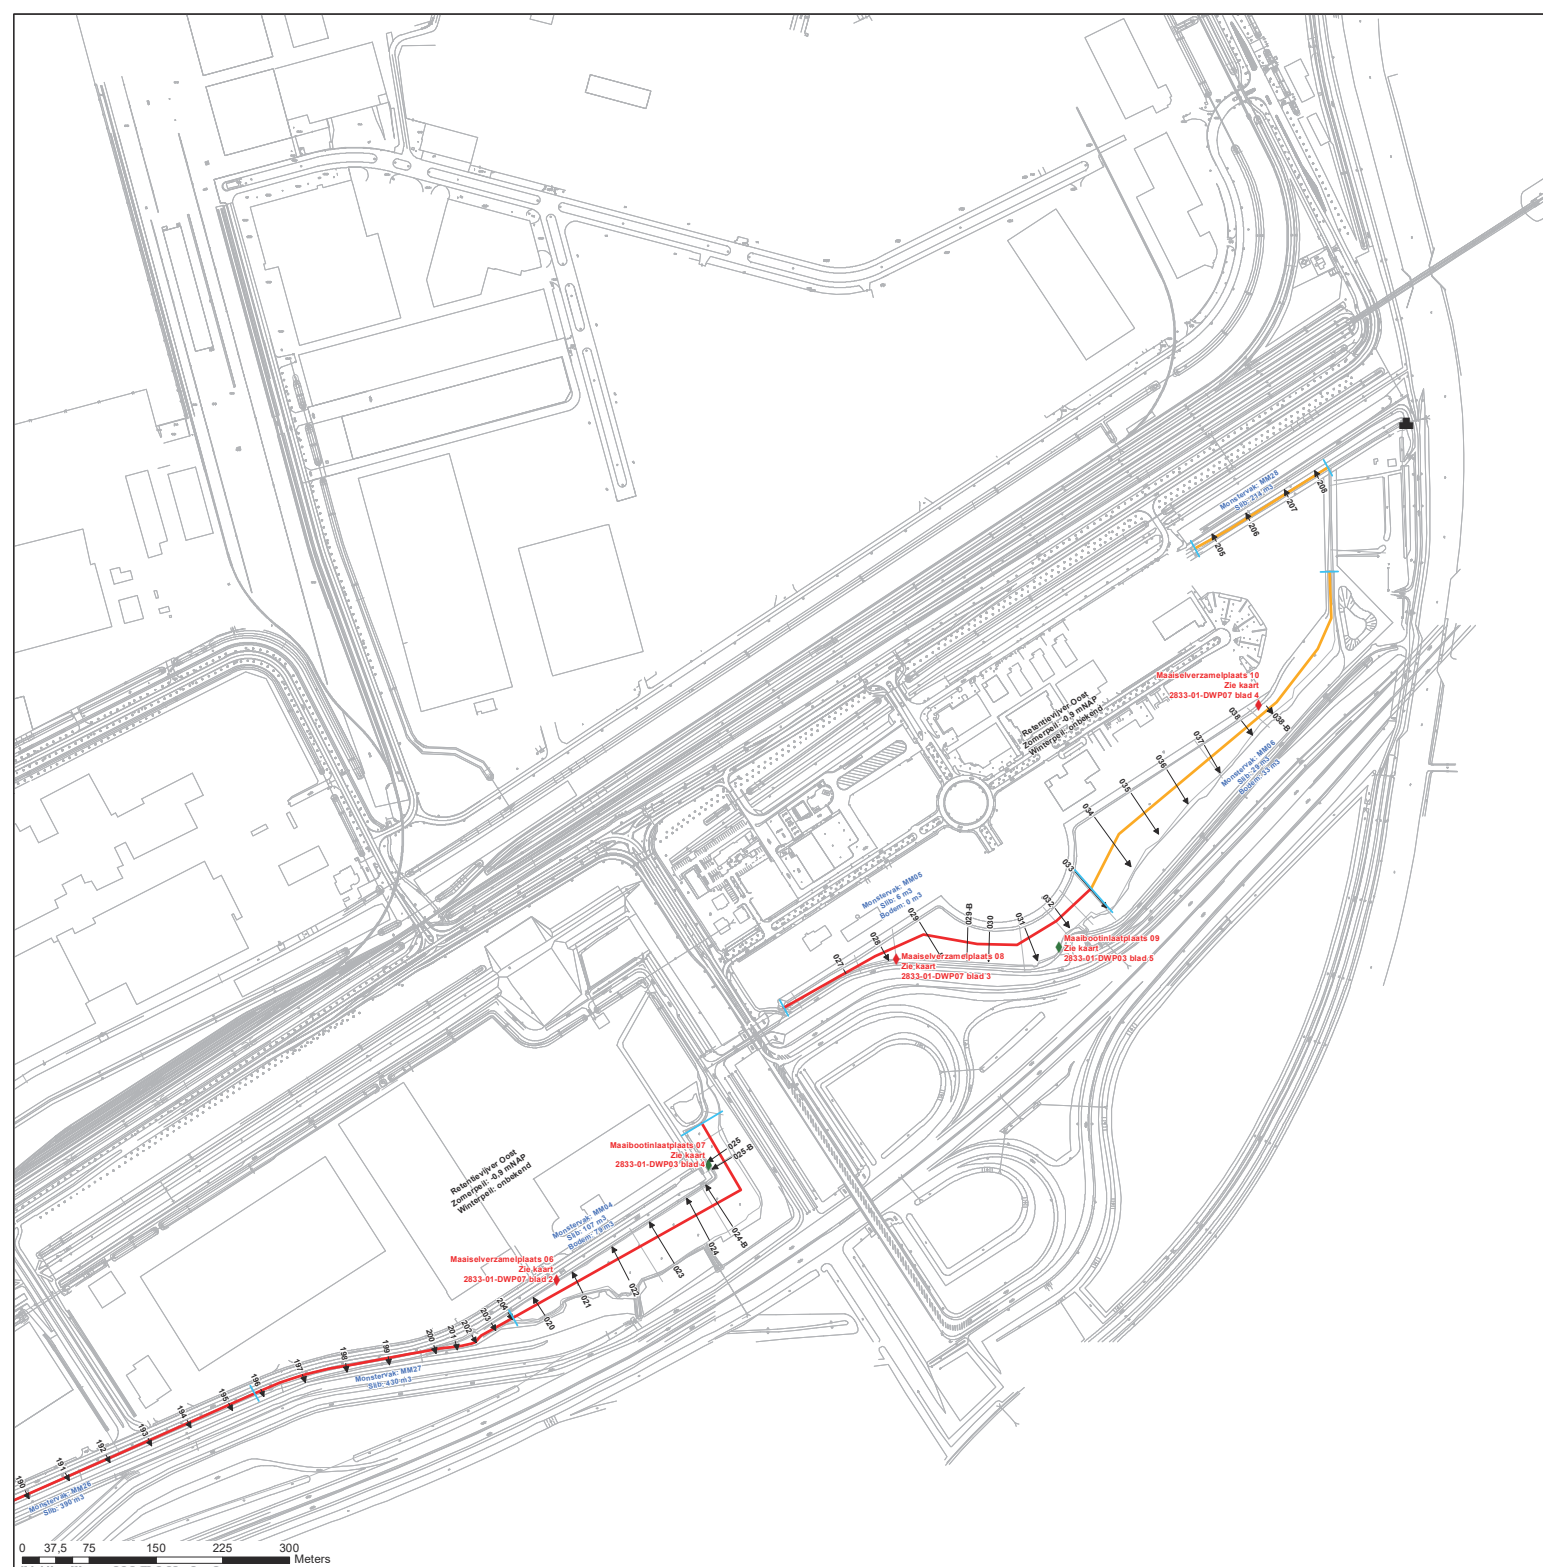 Monstervak: MM28
205
206
207
208
Maaiselverzamelplaats 10
Zie kaart
2833-01-DWP07 blad 4
Retentievijver Oost
Zomerpeil: -0,9 mNAP
Winterpeil: onbekend
038-B
038
037
036
035
034
033
Monstervak: MM06
Slib: 29 m3
Bodem: 33 m3
Monstervak: MM05
Slib: 6 m3
Bodem: 0 m3
027
028
029
029-B
030
031
032
Maaibootinlaatplaats 09
Zie kaart
2833-01-DWP03 blad 5
Maaiselverzamelplaats 08
Zie kaart
2833-01-DWP07 blad 3
Maaibootinlaatplaats 07
Zie kaart
2833-01-DWP03 blad 4
025
025-B
Retentievijver Oost
Zomerpeil: -0,9 mNAP
Winterpeil: onbekend
Monstervak: MM04
Slib: 107 m3
Bodem: 79 m3
024-B
024
023
022
021
020
Maaiselverzamelplaats 06
Zie kaart
2833-01-DWP07 blad 2
204
203
202
201
200
199
198
197
196
195
194
193
192
191
190
Monstervak: MM27
Slib: 430 m3
Monstervak: MM26
Slib: 390 m3
0 37,5 75 150 225 300
Meters